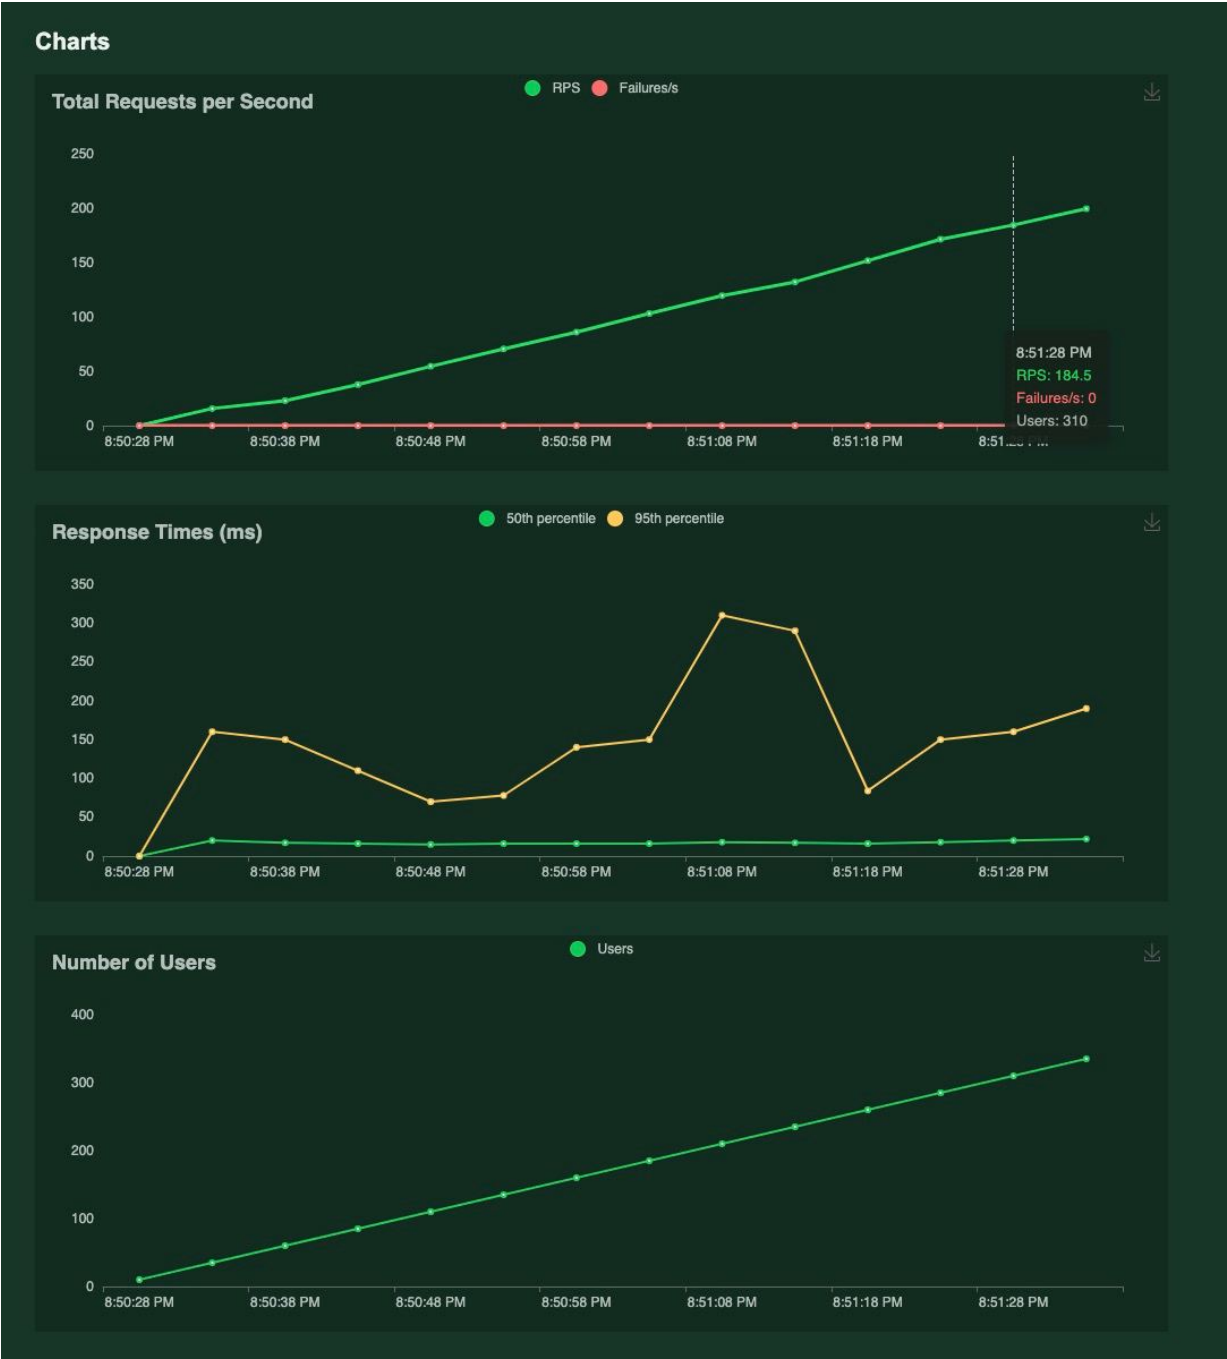 Charts
Total Requests per Second
RPS Failures/s
250
200
150
100
50
0
8:50:28 PM 8:50:38 PM 8:50:48 PM 8:50:58 PM 8:51:08 PM 8:51:18 PM
8:51:28 PM
RPS: 184.5
Failures/s: 0
Users: 310
Response Times (ms)
50th percentile 95th percentile
350
300
250
200
150
100
50
0
8:50:28 PM 8:50:38 PM 8:50:48 PM 8:50:58 PM 8:51:08 PM 8:51:18 PM 8:51:28 PM
Number of Users
Users
400
300
200
100
0
8:50:28 PM 8:50:38 PM 8:50:48 PM 8:50:58 PM 8:51:08 PM 8:51:18 PM 8:51:28 PM